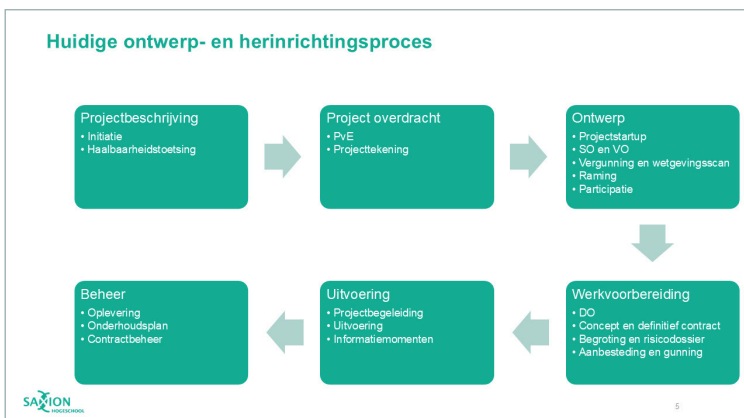 Huidige ontwerp- en herinrichtingsproces
Projectbeschrijving
• Initiatie
• Haalbaarheidstoetsing
Project overdracht
• PvE
• Projecttekening
Ontwerp
• Projectstartup
• SO en VO
• Vergunning en wetgevingsscan
• Raming
• Participatie
Werkvoorbereiding
• DO
• Concept en definitief contract
• Begroting en risicodossier
• Aanbesteding en gunning
Uitvoering
• Projectbegeleiding
• Uitvoering
• Informatiemomenten
Beheer
• Oplevering
• Onderhoudsplan
• Contractbeheer
SAXION
HOGESCHOOL
5